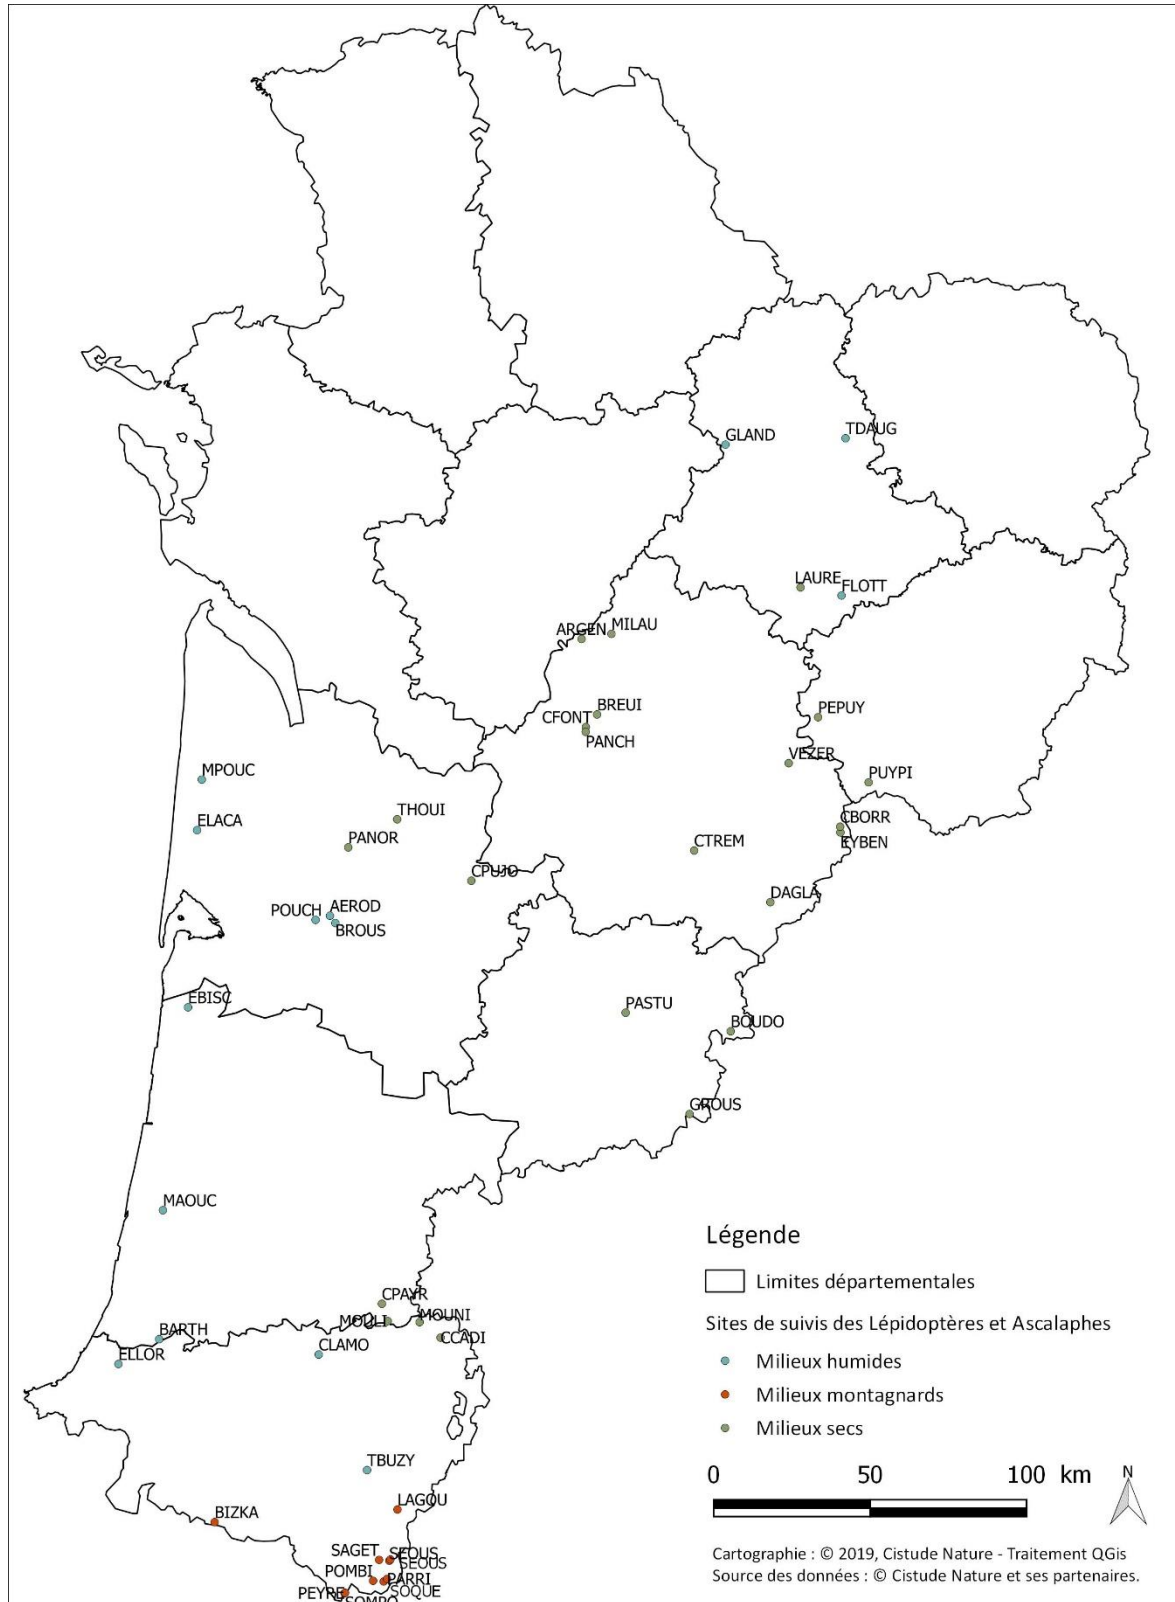 GLAND
TDAUG
LAURE
FLOTT
ARGEN
MILAU
BREUI
CFONT
PANCH
PEPUY
VEZER
PUYPI
MPOUC
ELACA
THOUI
PANOR
CBORR
EYBEN
CTREM
CPUJO
DAGLA
POUCH
AEROD
BROUS
EBISC
PASTU
BOUDO
GROUS
MAOUC
Légende
Limites départementales
Sites de suivis des Lépidoptères et Ascalaphes
Milieux humides
Milieux montagnards
Milieux secs
0 50 100 km
N
Cartographie : © 2019, Cistude Nature - Traitement QGis
Source des données : © Cistude Nature et ses partenaires.
CPAYR
MOULI
MOUNI
CCADI
BARTH
ELLOR
CLAMO
TBUZY
LAGOU
BIZKA
SAGET
SEOUS
SEOUS
POMBI
PARRI
SOQUE
PEYRE